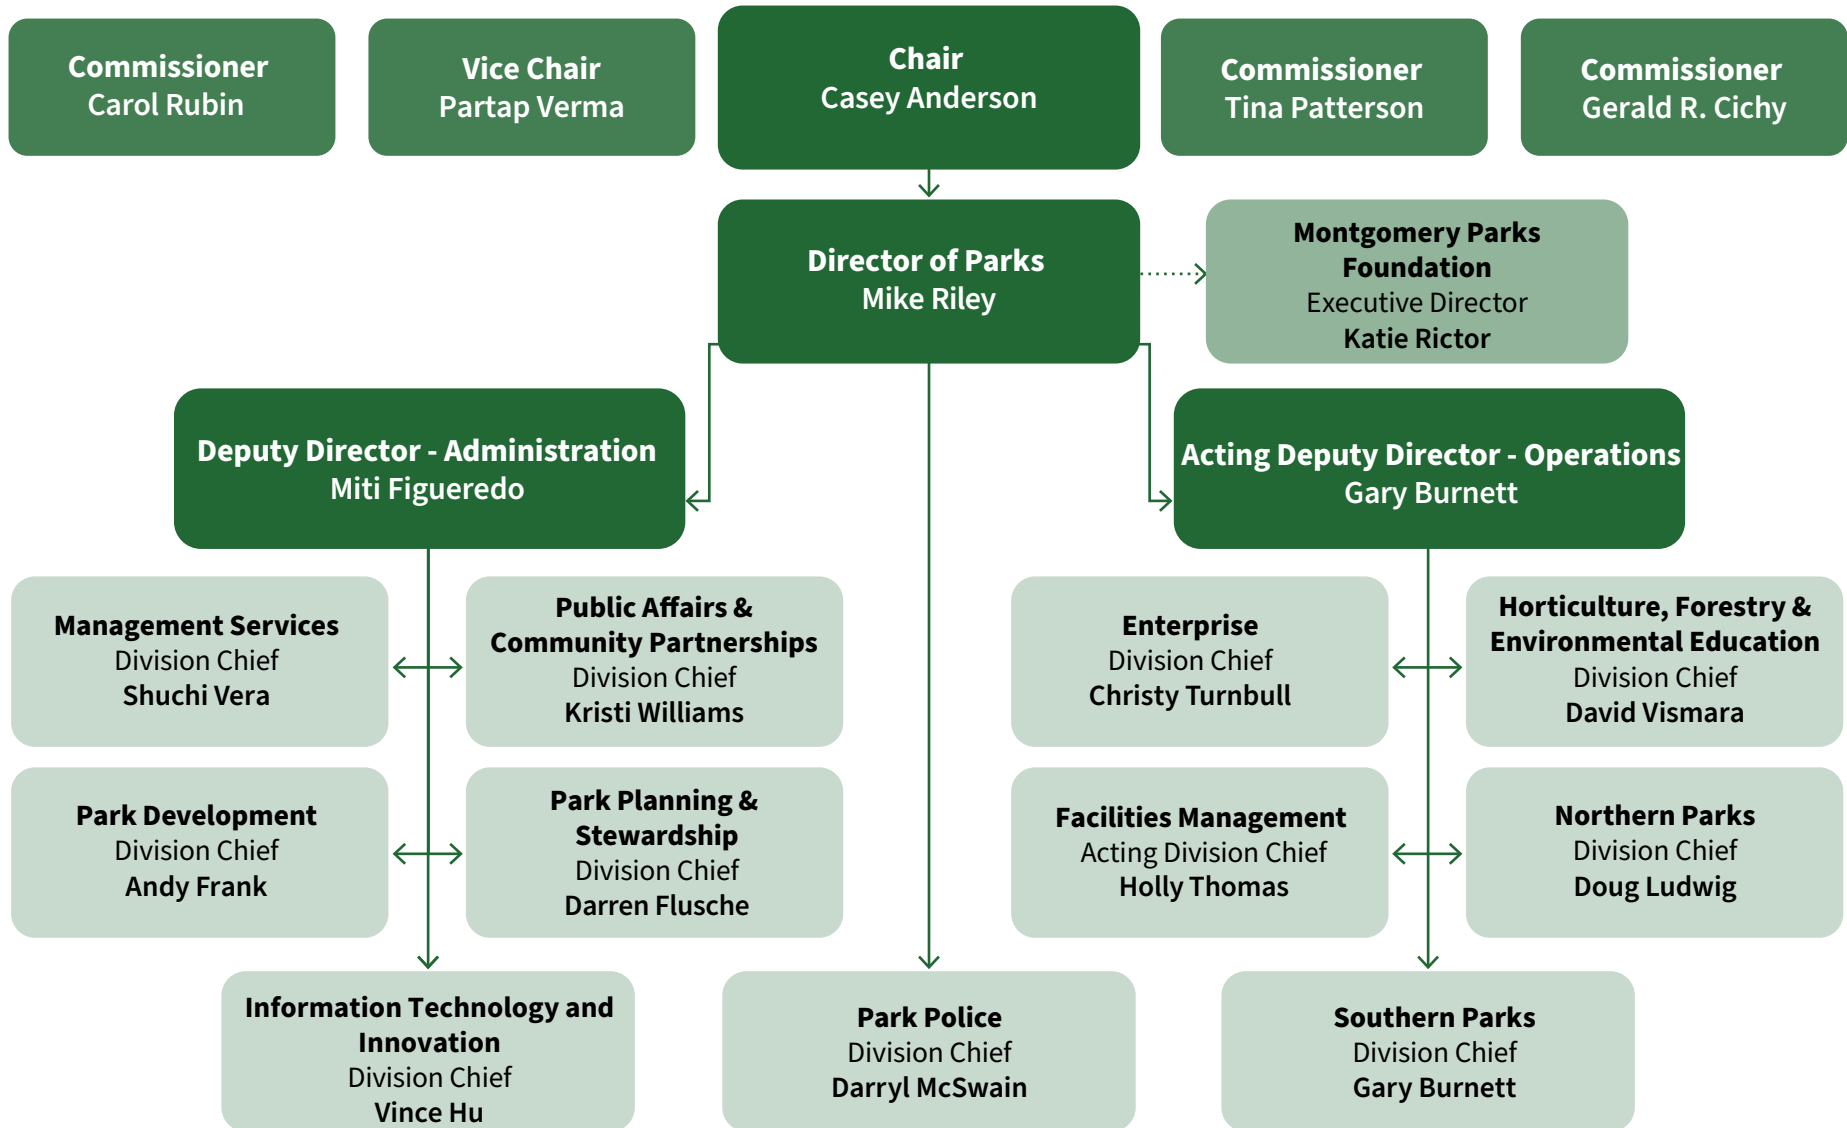 Commissioner
Carol Rubin
Vice Chair
Partap Verma
Chair
Casey Anderson
Commissioner
Tina Patterson
Commissioner
Gerald R. Cichy
Director of Parks
Mike Riley
Montgomery Parks
Foundation
Executive Director
Katie Rictor
Deputy Director - Administration
Miti Figueredo
Acting Deputy Director - Operations
Gary Burnett
Management Services
Division Chief
Shuchi Vera
Public Affairs &
Community Partnerships
Division Chief
Kristi Williams
Enterprise
Division Chief
Christy Turnbull
Horticulture, Forestry &
Environmental Education
Division Chief
David Vismara
Park Development
Division Chief
Andy Frank
Park Planning &
Stewardship
Division Chief
Darren Flusche
Facilities Management
Acting Division Chief
Holly Thomas
Northern Parks
Division Chief
Doug Ludwig
Information Technology and
Innovation
Division Chief
Vince Hu
Park Police
Division Chief
Darryl McSwain
Southern Parks
Division Chief
Gary Burnett